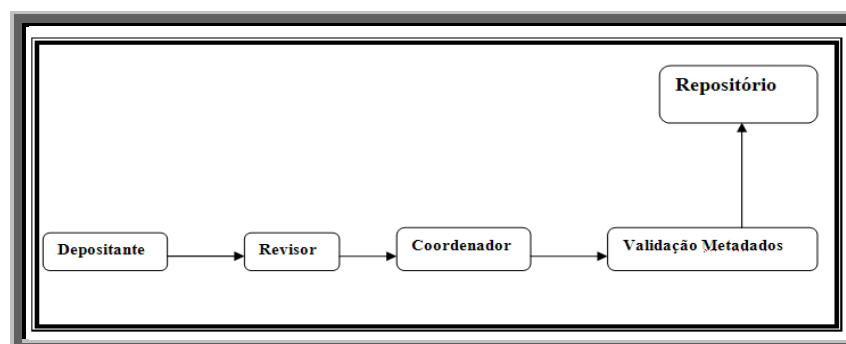 Repositório
Depositante
Revisor
Coordenador
Validação Metadados